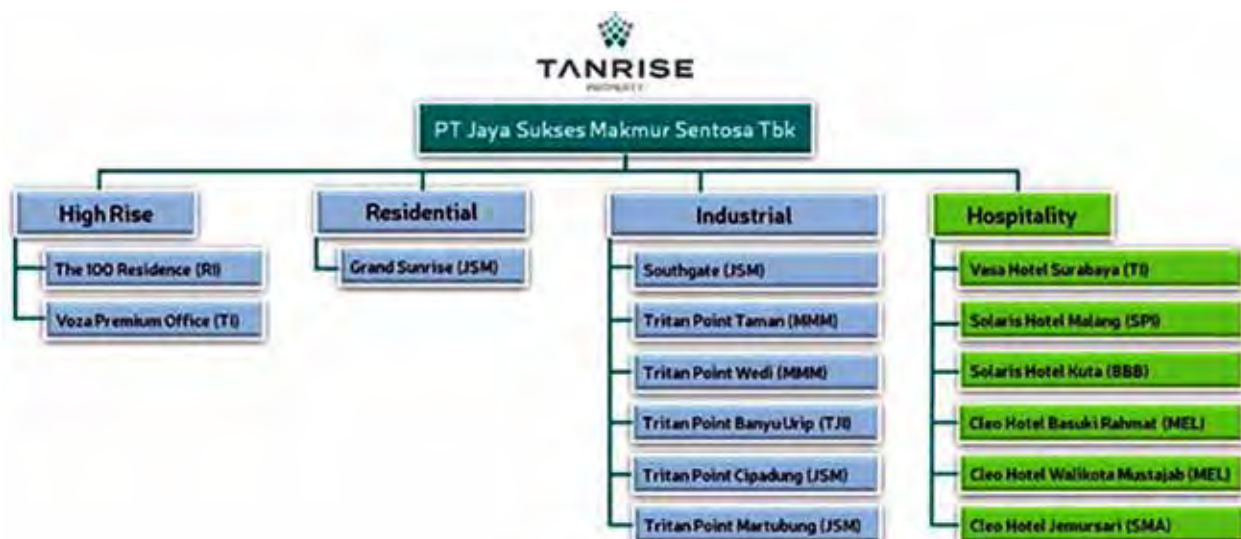 TANRISE
PROPERTY
PT Jaya Sukses Makmur Sentosa Tbk
High Rise
The 100 Residence (RI)
Voza Premium Office (TI)
Residential
Grand Sunrise (JSM)
Industrial
Southgate (JSM)
Tritan Point Taman (MMM)
Tritan Point Wedi (MMM)
Tritan Point Banyu Urip (TJI)
Tritan Point Cipadung (JSM)
Tritan Point Martubung (JSM)
Hospitality
Vasa Hotel Surabaya (TI)
Solaris Hotel Malang (SPI)
Solaris Hotel Kuta (BBB)
Cleo Hotel Basuki Rahmat (MEL)
Cleo Hotel Walikota Mustajab (MEL)
Cleo Hotel Jemursari (SMA)